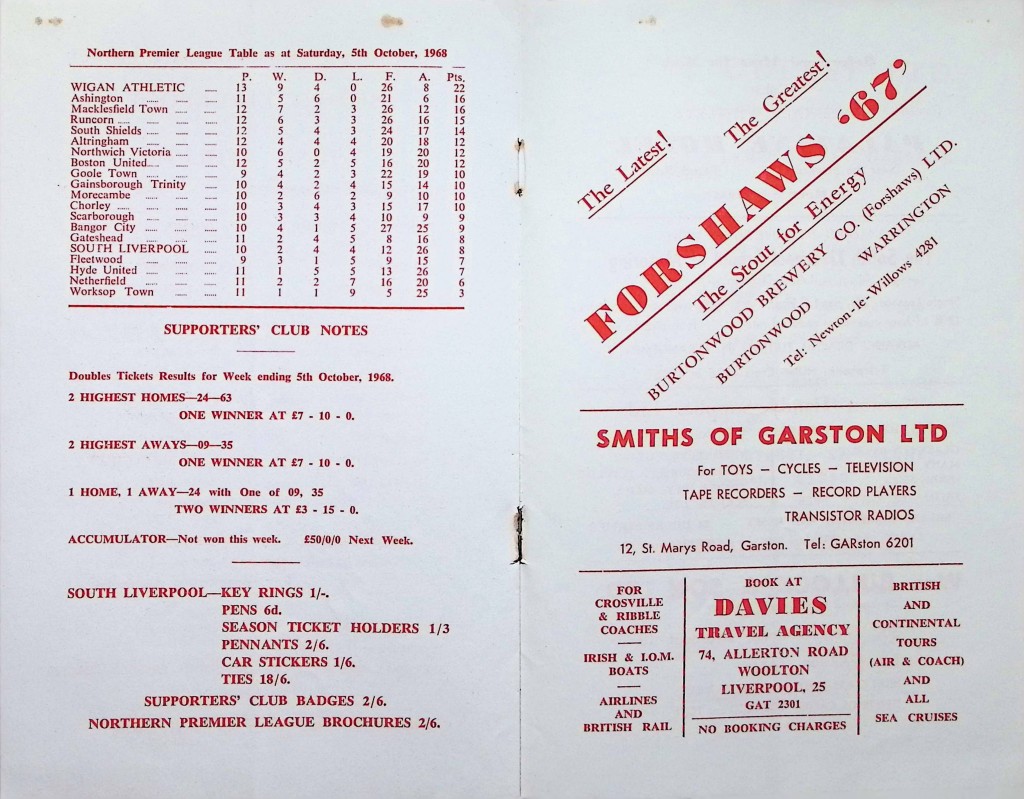 Northern Premier League Table as at Saturday, 5th October, 1968
P. W. D. L. F. A. Pts.
WIGAN ATHLETIC ...... 13 9 4 0 26 8 22
Ashington ...... ...... 11 5 6 0 21 6 16
Macklesfield Town ...... 12 7 2 3 26 12 16
Runcorn ...... ...... 12 6 3 3 26 16 15
South Shields ...... ...... 12 5 4 3 24 17 14
Altringham ...... ...... 12 4 4 4 20 18 12
Northwich Victoria ...... ...... 10 6 0 4 19 20 12
Boston United...... ...... 12 5 2 5 16 20 12
Goole Town ...... ...... 9 4 2 3 22 19 10
Gainsborough Trinity ...... 10 4 2 4 15 14 10
Morecambe ...... ...... 10 2 6 2 9 10 10
Chorley ...... ...... 10 3 4 3 15 17 10
Scarborough ...... ...... 10 3 3 4 10 9 9
Bangor City ...... ...... 10 4 1 5 27 25 9
Gateshead ...... ...... 11 2 4 5 8 16 8
SOUTH LIVERPOOL ...... 10 2 4 4 12 26 8
Fleetwood ...... ...... 9 3 1 5 9 15 7
Hyde United ...... ...... 11 1 5 5 13 26 7
Netherfield ...... ...... 11 2 2 7 16 20 6
Worksop Town ...... ...... 11 1 1 9 5 25 3
SUPPORTERS' CLUB NOTES
Doubles Tickets Results for Week ending 5th October, 1968.
2 HIGHEST HOMES—24—63
ONE WINNER AT £7 - 10 - 0.
2 HIGHEST AWAYS—09—35
ONE WINNER AT £7 - 10 - 0.
1 HOME, 1 AWAY—24 with One of 09, 35
TWO WINNERS AT £3 - 15 - 0.
ACCUMULATOR—Not won this week. £50/0/0 Next Week.
SOUTH LIVERPOOL—KEY RINGS 1/-.
PENS 6d.
SEASON TICKET HOLDERS 1/3
PENNANTS 2/6.
CAR STICKERS 1/6.
TIES 18/6.
SUPPORTERS' CLUB BADGES 2/6.
NORTHERN PREMIER LEAGUE BROCHURES 2/6.
The Latest! The Greatest!
FORSHAWS '67'
The Stout for Energy
BURTONWOOD BREWERY CO. (Forshaws) LTD.
BURTONWOOD WARRINGTON
Tel: Newton-le-Willows 4281
SMITHS OF GARSTON LTD
For TOYS – CYCLES – TELEVISION
TAPE RECORDERS – RECORD PLAYERS
TRANSISTOR RADIOS
12, St. Marys Road, Garston. Tel: GARston 6201
FOR
CROSVILLE
& RIBBLE
COACHES
IRISH & I.O.M.
BOATS
AIRLINES
AND
BRITISH RAIL
BOOK AT
DAVIES
TRAVEL AGENCY
74, ALLERTON ROAD
WOOLTON
LIVERPOOL, 25
GAT 2301
NO BOOKING CHARGES
BRITISH
AND
CONTINENTAL
TOURS
(AIR & COACH)
AND
ALL
SEA CRUISES